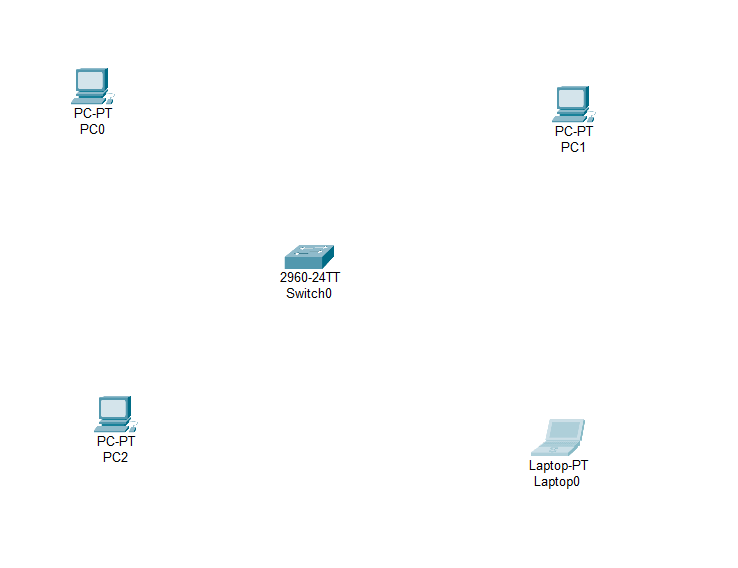 PC-PT
PC0
PC-PT
PC1
2960-24TT
Switch0
PC-PT
PC2
Laptop-PT
Laptop0